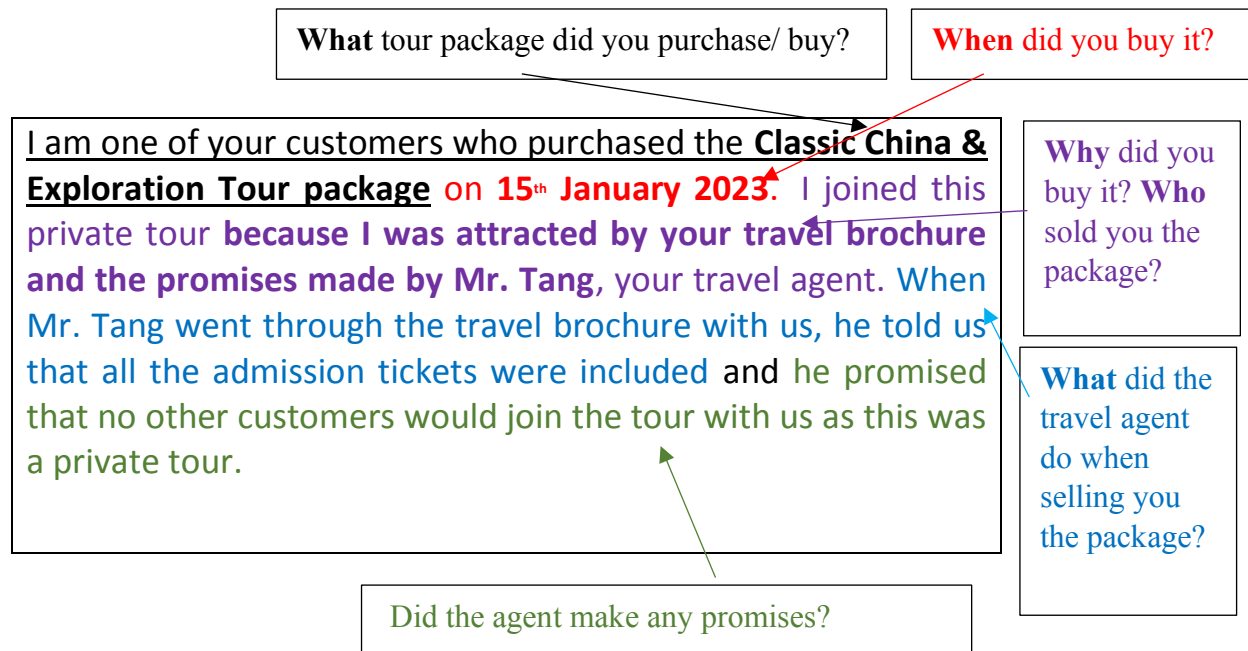 What tour package did you purchase/ buy?
When did you buy it?
I am one of your customers who purchased the Classic China &
Exploration Tour package on 15th January 2023. I joined this
private tour because I was attracted by your travel brochure
and the promises made by Mr. Tang, your travel agent. When
Mr. Tang went through the travel brochure with us, he told us
that all the admission tickets were included and he promised
that no other customers would join the tour with us as this was
a private tour.
Why did you
buy it? Who
sold you the
package?
What did the
travel agent
do when
selling you
the package?
Did the agent make any promises?